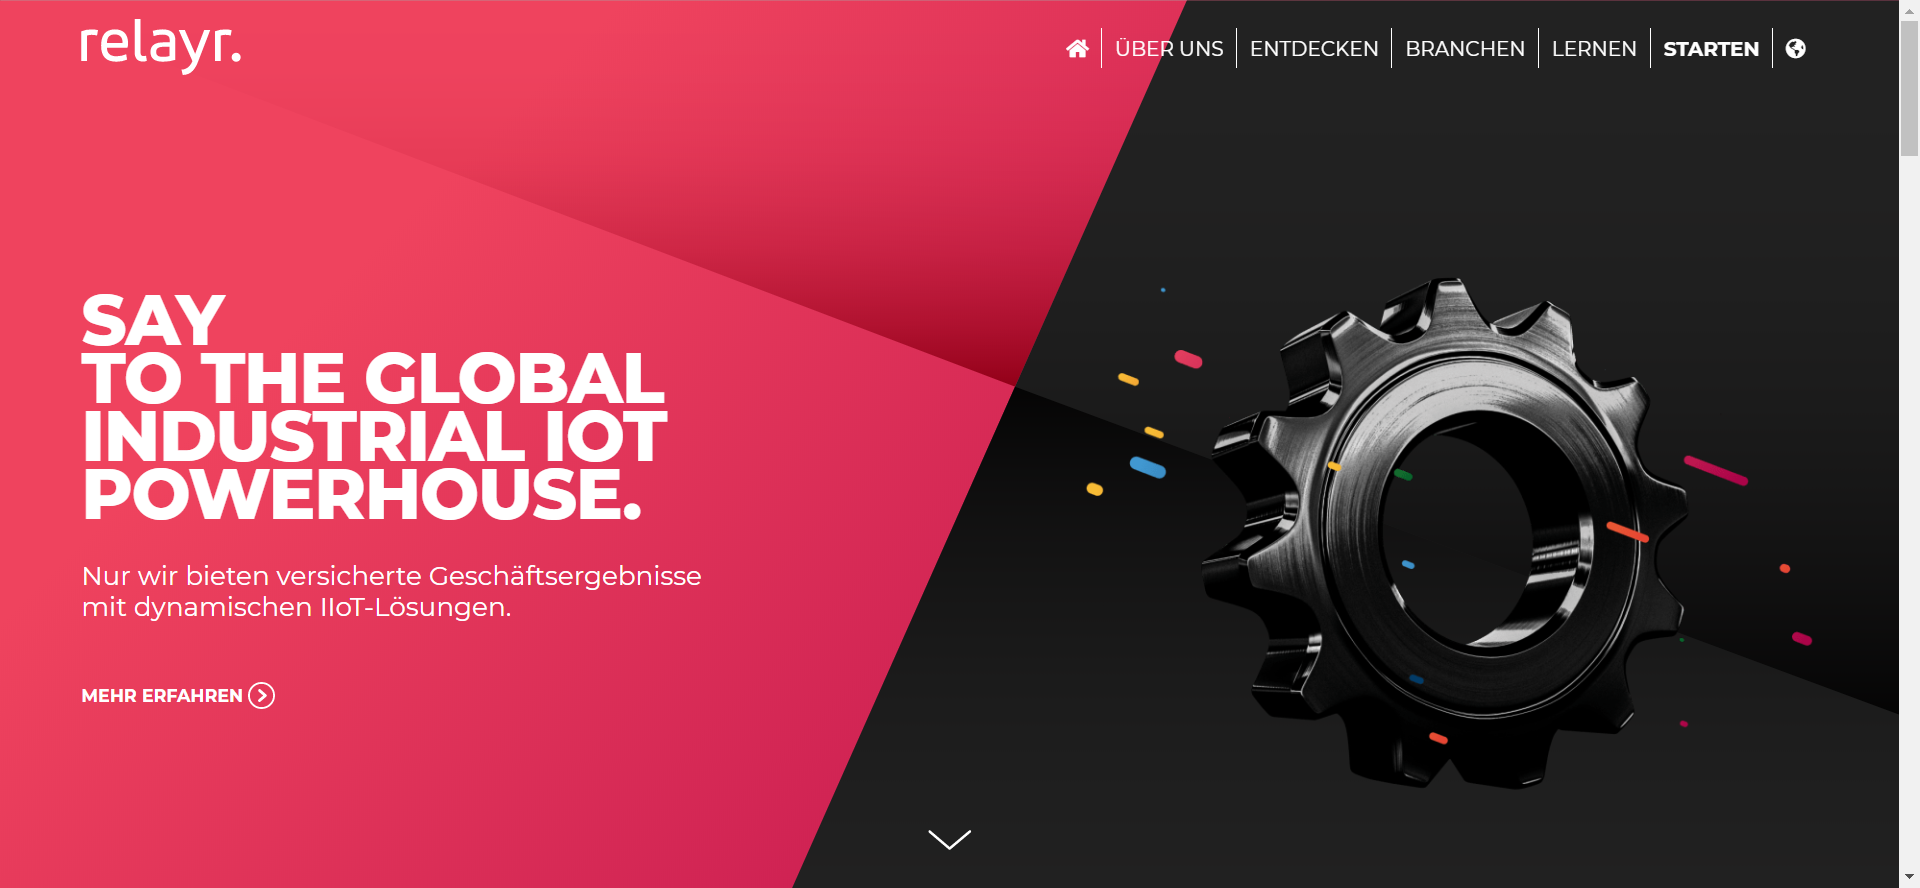 relayr.
ÜBER UNS
ENTDECKEN
BRANCHEN
LERNEN
STARTEN
SAY
TO THE GLOBAL
INDUSTRIAL IOT
POWERHOUSE.
Nur wir bieten versicherte Geschäftsergebnisse
mit dynamischen IIoT-Lösungen.
MEHR ERFAHREN